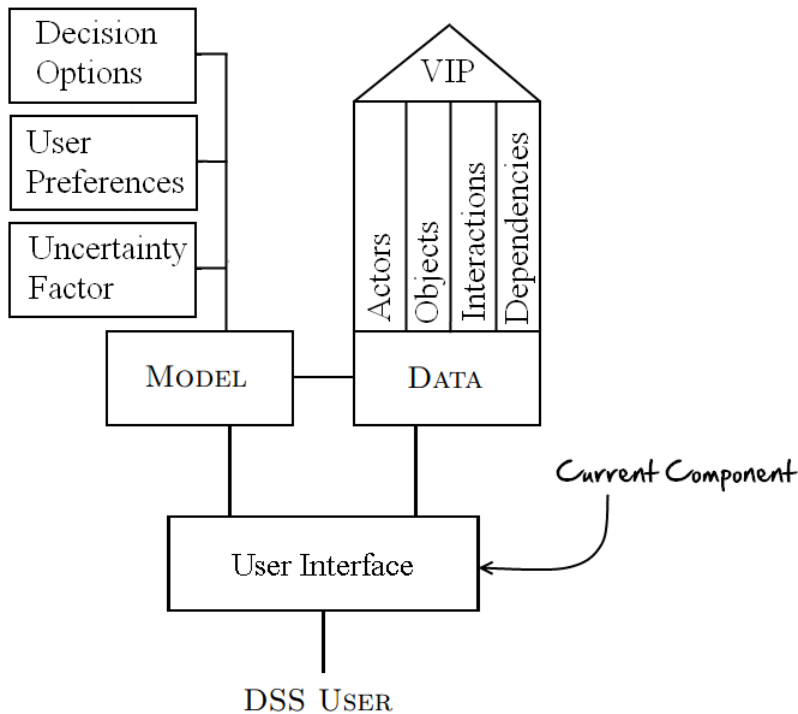 Decision
Options
User
Preferences
Uncertainty
Factor
VIP
Actors
Objects
Interactions
Dependencies
MODEL
DATA
Current Component
User Interface
DSS USER